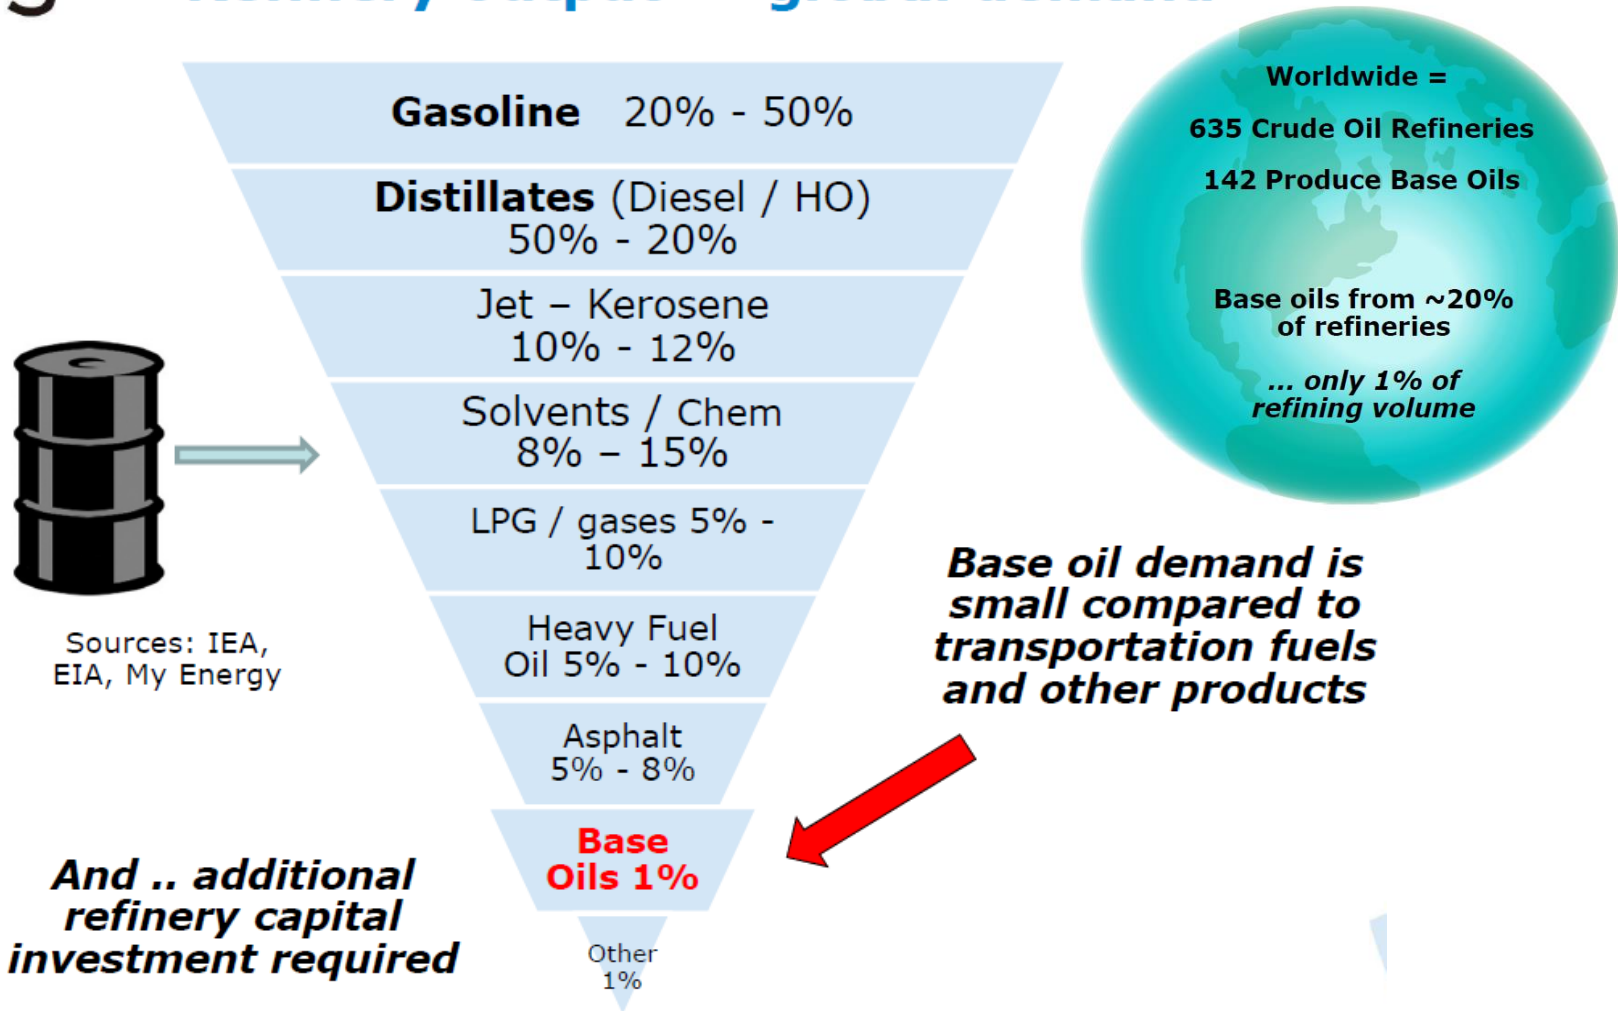 Refinery output – global demand
Gasoline 20% - 50%
Distillates (Diesel / HO)
50% - 20%
Jet – Kerosene
10% - 12%
Solvents / Chem
8% – 15%
LPG / gases 5% -
10%
Heavy Fuel
Oil 5% - 10%
Asphalt
5% - 8%
Base
Oils 1%
Other
1%
Worldwide =
635 Crude Oil Refineries
142 Produce Base Oils
Base oils from ~20%
of refineries
... only 1% of
refining volume
Base oil demand is
small compared to
transportation fuels
and other products
Sources: IEA,
EIA, My Energy
And .. additional
refinery capital
investment required